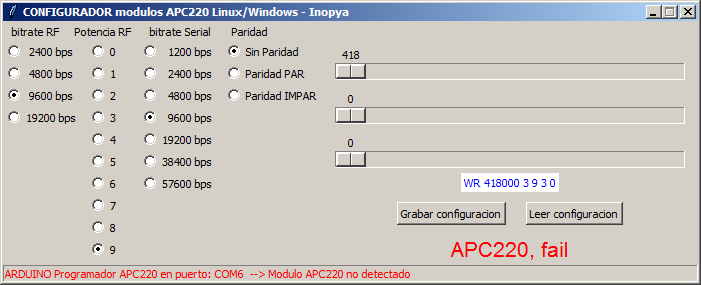 CONFIGURADOR modulos APC220 Linux/Windows - Inopya
bitrate RF Potencia RF bitrate Serial Paridad
2400 bps 0 1200 bps Sin Paridad
418
4800 bps 1 2400 bps Paridad PAR
9600 bps 2 4800 bps Paridad IMPAR
0
19200 bps 3 9600 bps
4 19200 bps
0
5 38400 bps
6 57600 bps
WR 418000 3 9 3 0
7
Grabar configuracion Leer configuracion
8
9
APC220, fail
ARDUINO Programador APC220 en puerto: COM6 --> Modulo APC220 no detectado